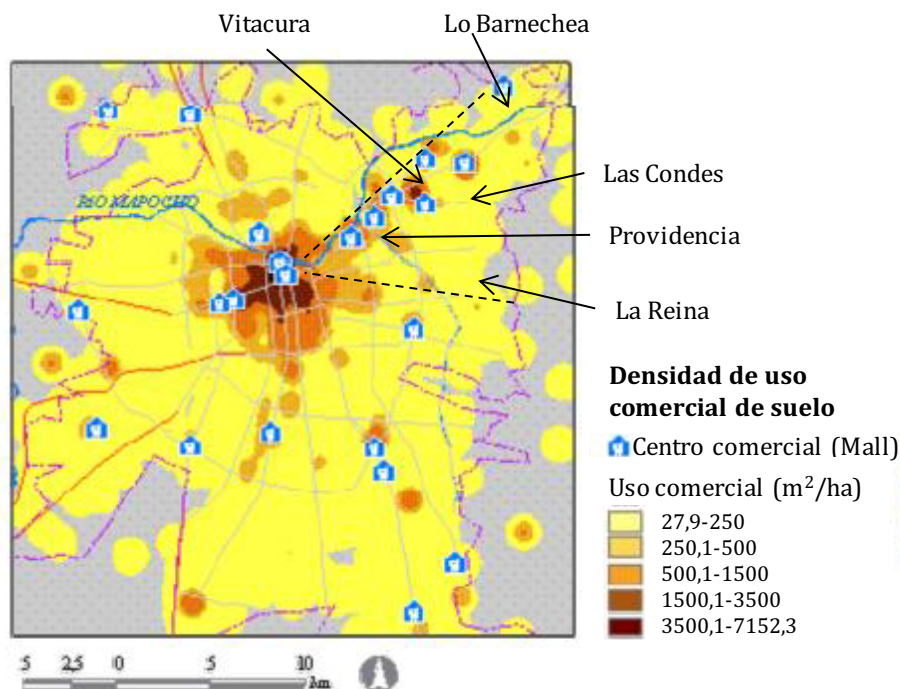 Vitacura
Lo Barnechea
RÍO MAPOCHO
Las Condes
Providencia
La Reina
Densidad de uso
comercial de suelo
Centro comercial (Mall)
Uso comercial (m²/ha)
27,9-250
250,1-500
500,1-1500
1500,1-3500
3500,1-7152,3
5 2,5 0 5 10
km